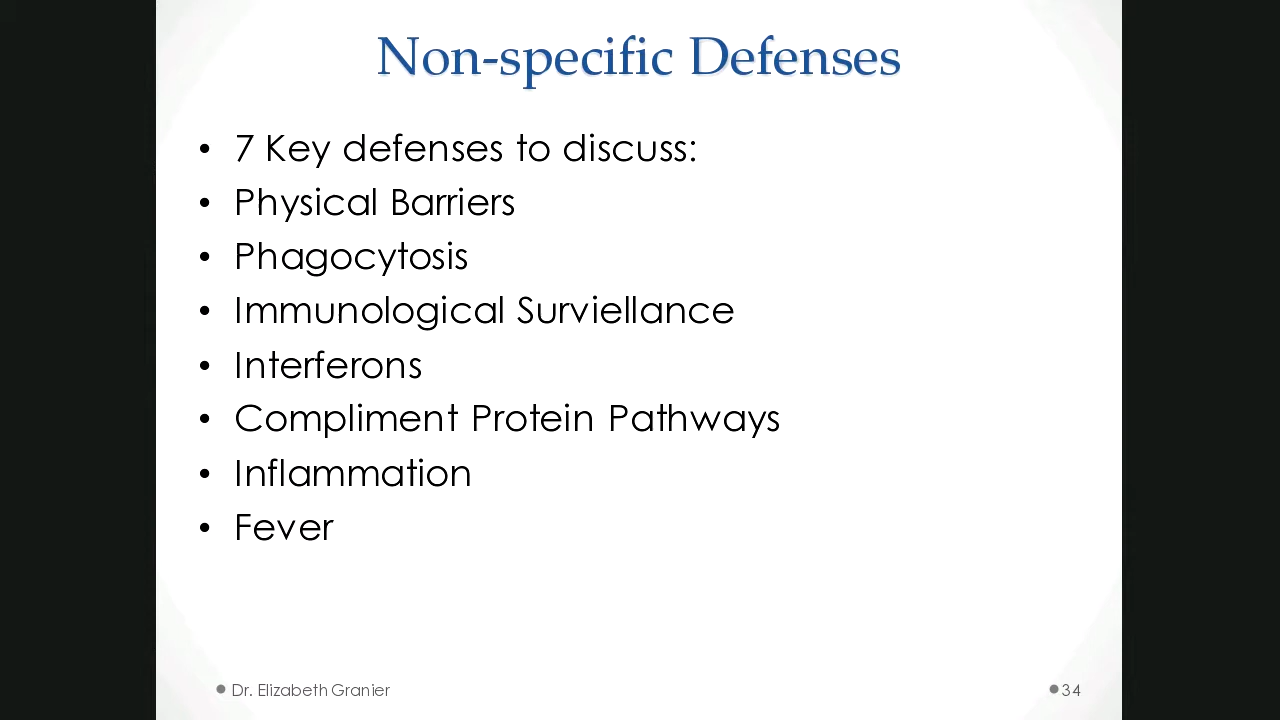 Non-specific Defenses
• 7 Key defenses to discuss:
• Physical Barriers
• Phagocytosis
• Immunological Surviellance
• Interferons
• Compliment Protein Pathways
• Inflammation
• Fever
• Dr. Elizabeth Granier
• 34